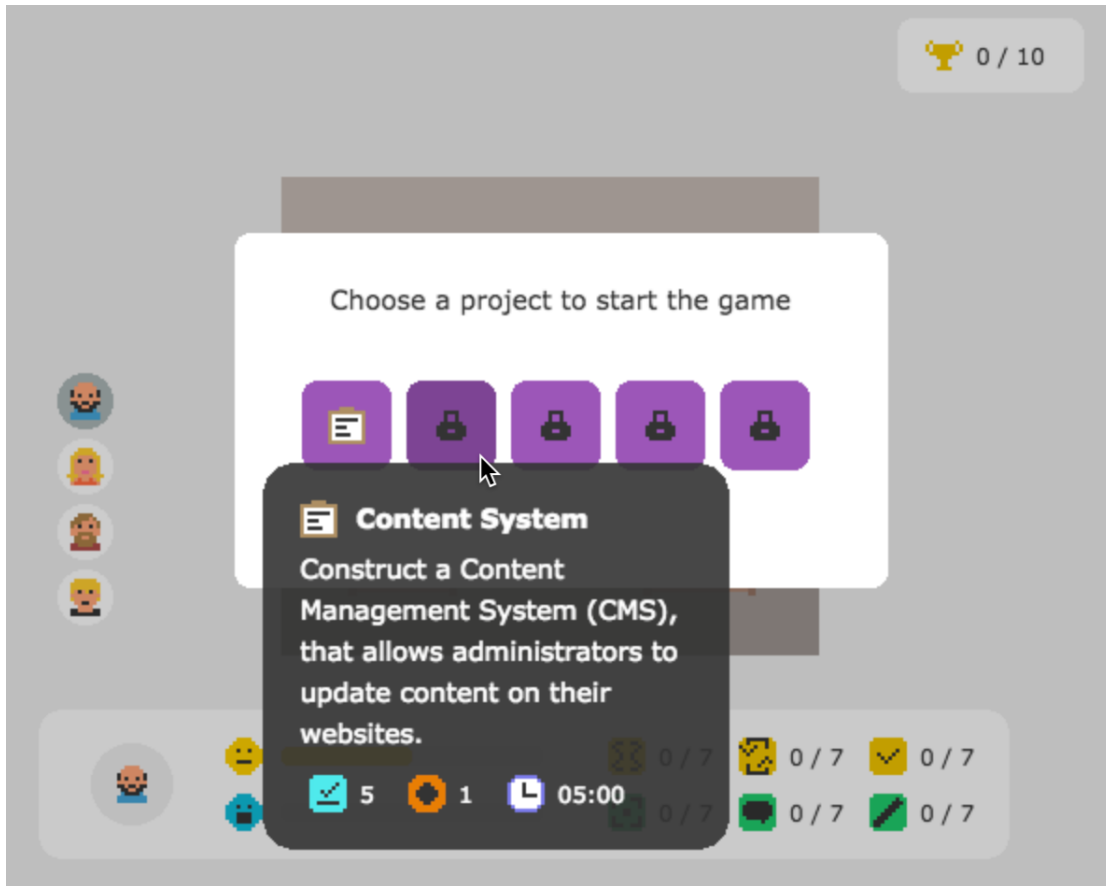 0 / 10
Choose a project to start the game
Content System
Construct a Content
Management System (CMS),
that allows administrators to
update content on their
websites.
5 1 05:00
0 / 7 0 / 7 0 / 7
0 / 7 0 / 7 0 / 7